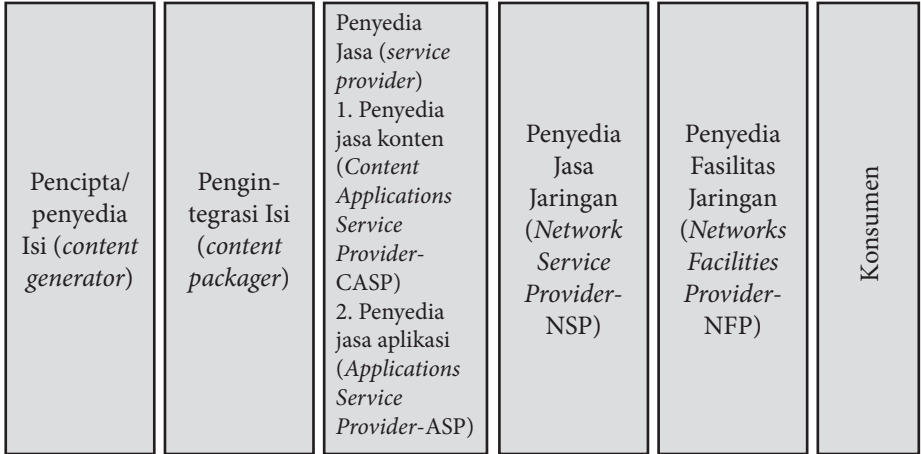 Pencipta/
penyedia
Isi (content
generator)
Pengin-
tegrasi Isi
(content
packager)
Penyedia
Jasa (service
provider)
1. Penyedia
jasa konten
(Content
Applications
Service
Provider-
CASP)
2. Penyedia
jasa aplikasi
(Applications
Service
Provider-ASP)
Penyedia
Jasa
Jaringan
(Network
Service
Provider-
NSP)
Penyedia
Fasilitas
Jaringan
(Networks
Facilities
Provider-
NFP)
Konsumen